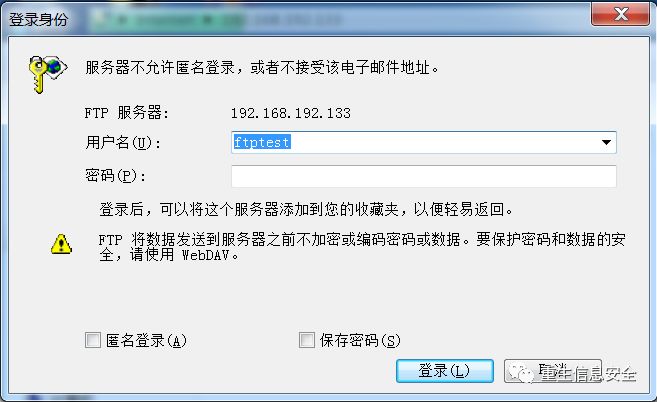 登录身份
服务器不允许匿名登录，或者不接受该电子邮件地址。
FTP 服务器: 192.168.192.133
用户名(U): ftptest
密码(P):
登录后，可以将这个服务器添加到您的收藏夹，以便轻易返回。
FTP 将数据发送到服务器之前不加密或编码密码或数据。要保护密码和数据的安
全，请使用 WebDAV。
匿名登录(A) 保存密码(S)
登录(L) 取消
重生信息安全